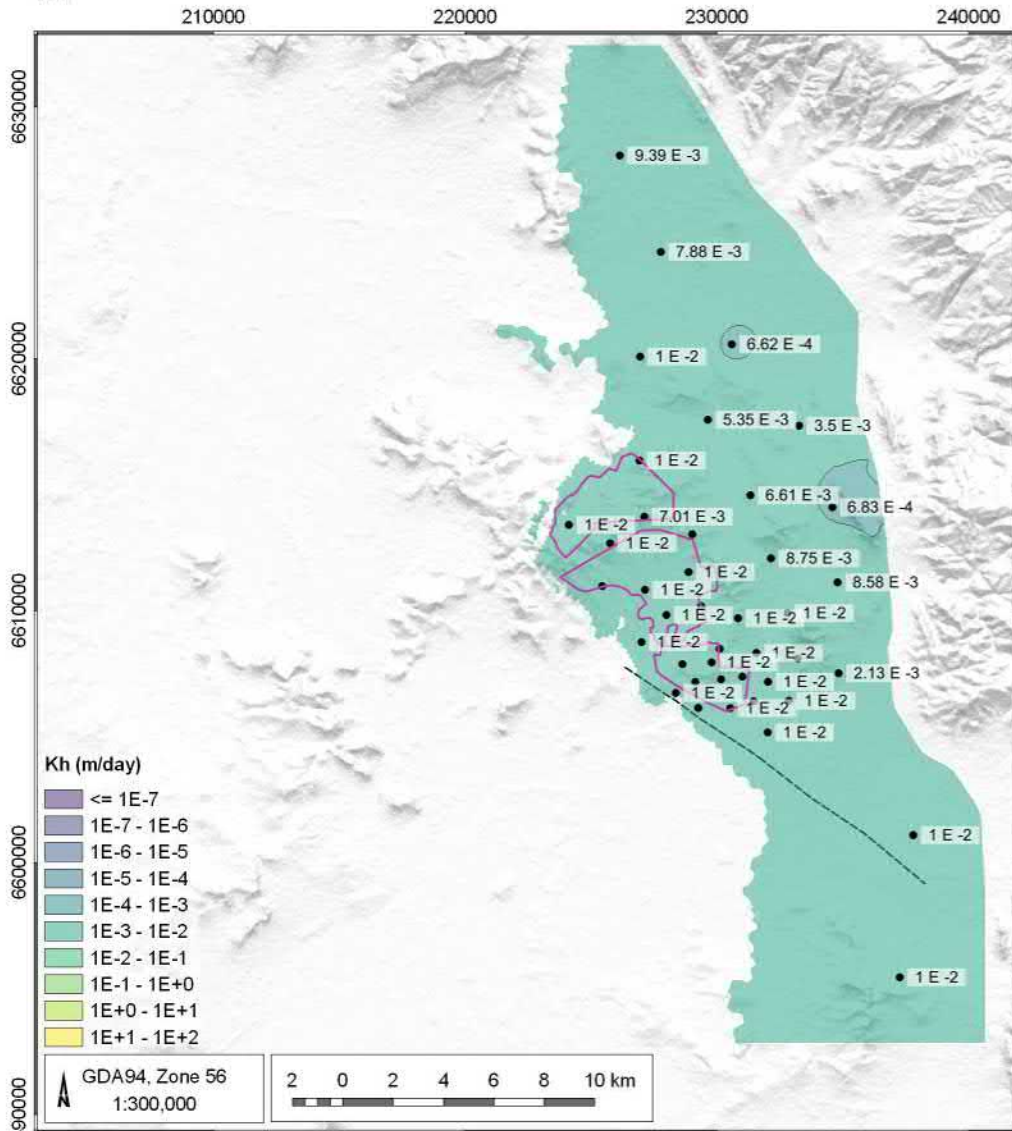 210000 220000 230000 240000
6630000
9.39 E -3
7.88 E -3
6620000
6.62 E -4
1 E -2
5.35 E -3
3.5 E -3
1 E -2
6.61 E -3
6.83 E -4
7.01 E -3
1 E -2
1 E -2
8.75 E -3
1 E -2
8.58 E -3
1 E -2
6610000
1 E -2
1 E -2
1 E -2
1 E -2
1 E -2
1 E -2
2.13 E -3
1 E -2
1 E -2
1 E -2
1 E -2
1 E -2
1 E -2
6600000
1 E -2
Kh (m/day)
<= 1E-7
1E-7 - 1E-6
1E-6 - 1E-5
1E-5 - 1E-4
1E-4 - 1E-3
1E-3 - 1E-2
1E-2 - 1E-1
1E-1 - 1E+0
1E+0 - 1E+1
1E+1 - 1E+2
N
GDA94, Zone 56
1:300,000
2 0 2 4 6 8 10 km
900000